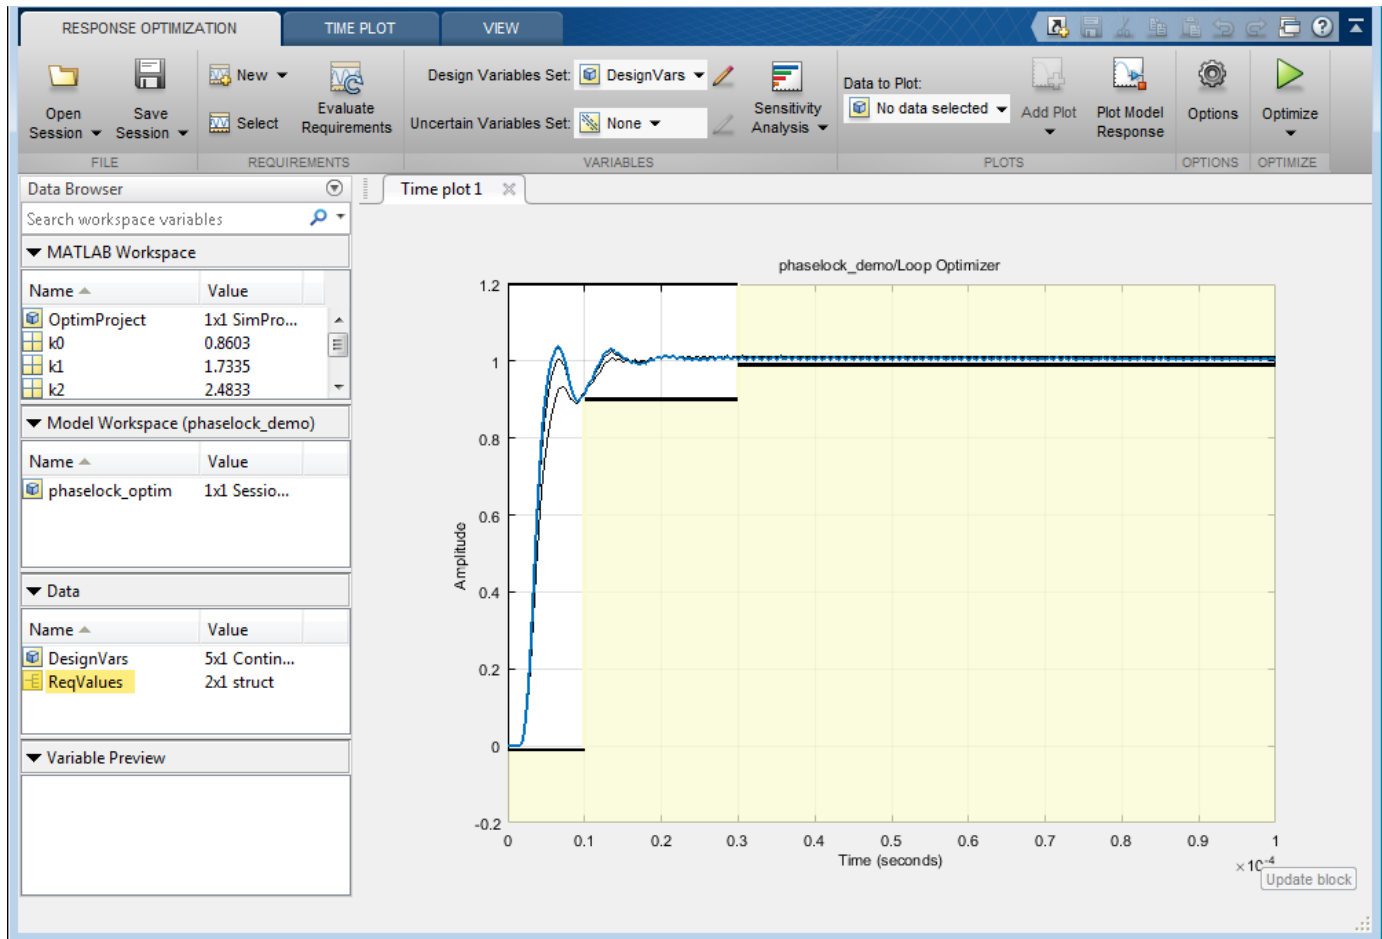 RESPONSE OPTIMIZATION TIME PLOT VIEW
Open Session
Save Session
New
Select
Evaluate Requirements
Design Variables Set: DesignVars
Uncertain Variables Set: None
Sensitivity Analysis
Data to Plot:
No data selected
Add Plot
Plot Model Response
Options
Optimize
FILE REQUIREMENTS VARIABLES PLOTS OPTIONS OPTIMIZE
Data Browser
Search workspace variables
MATLAB Workspace
Name Value
OptimProject 1x1 SimPro...
k0 0.8603
k1 1.7335
k2 2.4833
Model Workspace (phaselock_demo)
Name Value
phaselock_optim 1x1 Sessio...
Data
Name Value
DesignVars 5x1 Contin...
ReqValues 2x1 struct
Variable Preview
Time plot 1
phaselock_demo/Loop Optimizer
1.2
1
0.8
0.6
0.4
0.2
0
-0.2
Amplitude
0 0.1 0.2 0.3 0.4 0.5 0.6 0.7 0.8 0.9 1
Time (seconds)
×10-4
Update block